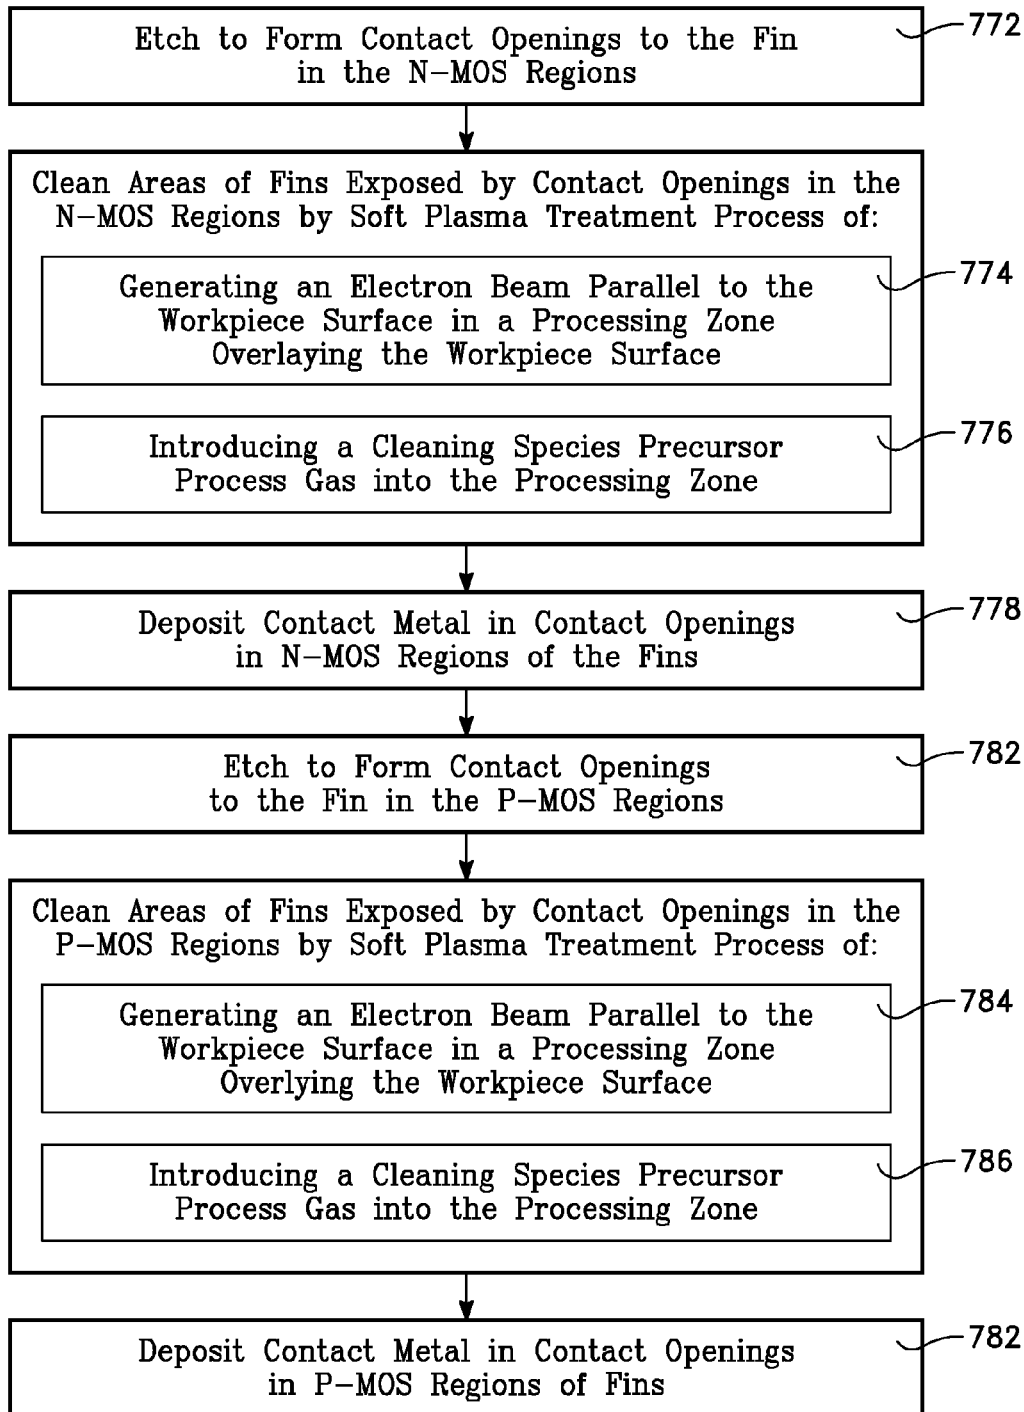 Etch to Form Contact Openings to the Fin
in the N-MOS Regions
772
Clean Areas of Fins Exposed by Contact Openings in the
N-MOS Regions by Soft Plasma Treatment Process of:
Generating an Electron Beam Parallel to the
Workpiece Surface in a Processing Zone
Overlaying the Workpiece Surface
774
Introducing a Cleaning Species Precursor
Process Gas into the Processing Zone
776
Deposit Contact Metal in Contact Openings
in N-MOS Regions of the Fins
778
Etch to Form Contact Openings
to the Fin in the P-MOS Regions
782
Clean Areas of Fins Exposed by Contact Openings in the
P-MOS Regions by Soft Plasma Treatment Process of:
Generating an Electron Beam Parallel to the
Workpiece Surface in a Processing Zone
Overlying the Workpiece Surface
784
Introducing a Cleaning Species Precursor
Process Gas into the Processing Zone
786
Deposit Contact Metal in Contact Openings
in P-MOS Regions of Fins
782